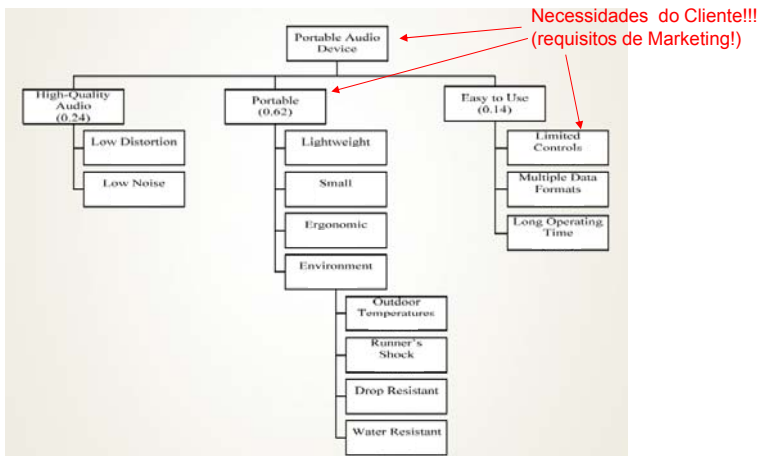 Necessidades do Cliente!!!
(requisitos de Marketing!)
Portable Audio
Device
High-Quality
Audio
(0.24)
Portable
(0.62)
Easy to Use
(0.14)
Low Distortion
Low Noise
Lightweight
Small
Ergonomic
Environment
Outdoor
Temperatures
Runner's
Shock
Drop Resistant
Water Resistant
Limited
Controls
Multiple Data
Formats
Long Operating
Time